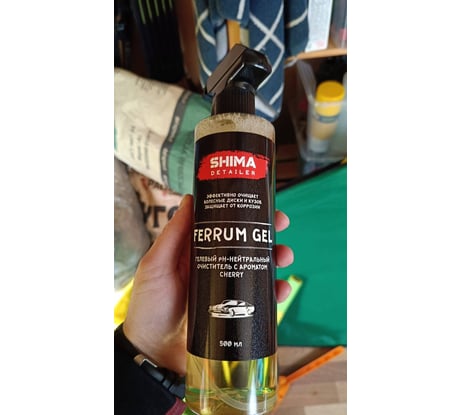 SHIMA
DETAILER
ЭФФЕКТИВНО ОЧИЩАЕТ
КОЛЕСНЫЕ ДИСКИ И КУЗОВ
ЗАЩИЩАЕТ ОТ КОРРОЗИИ
FERRUM GEL
ГЕЛЕВЫЙ PH-НЕЙТРАЛЬНЫЙ
ОЧИСТИТЕЛЬ С АРОМАТОМ
CHERRY
500 МЛ